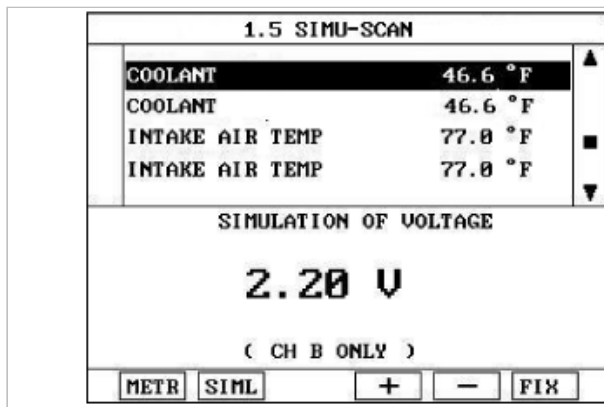 1.5 SIMU-SCAN
COOLANT 46.6 °F
COOLANT 46.6 °F
INTAKE AIR TEMP 77.0 °F
INTAKE AIR TEMP 77.0 °F
SIMULATION OF VOLTAGE
2.20 V
( CH B ONLY )
METR SIML + - FIX